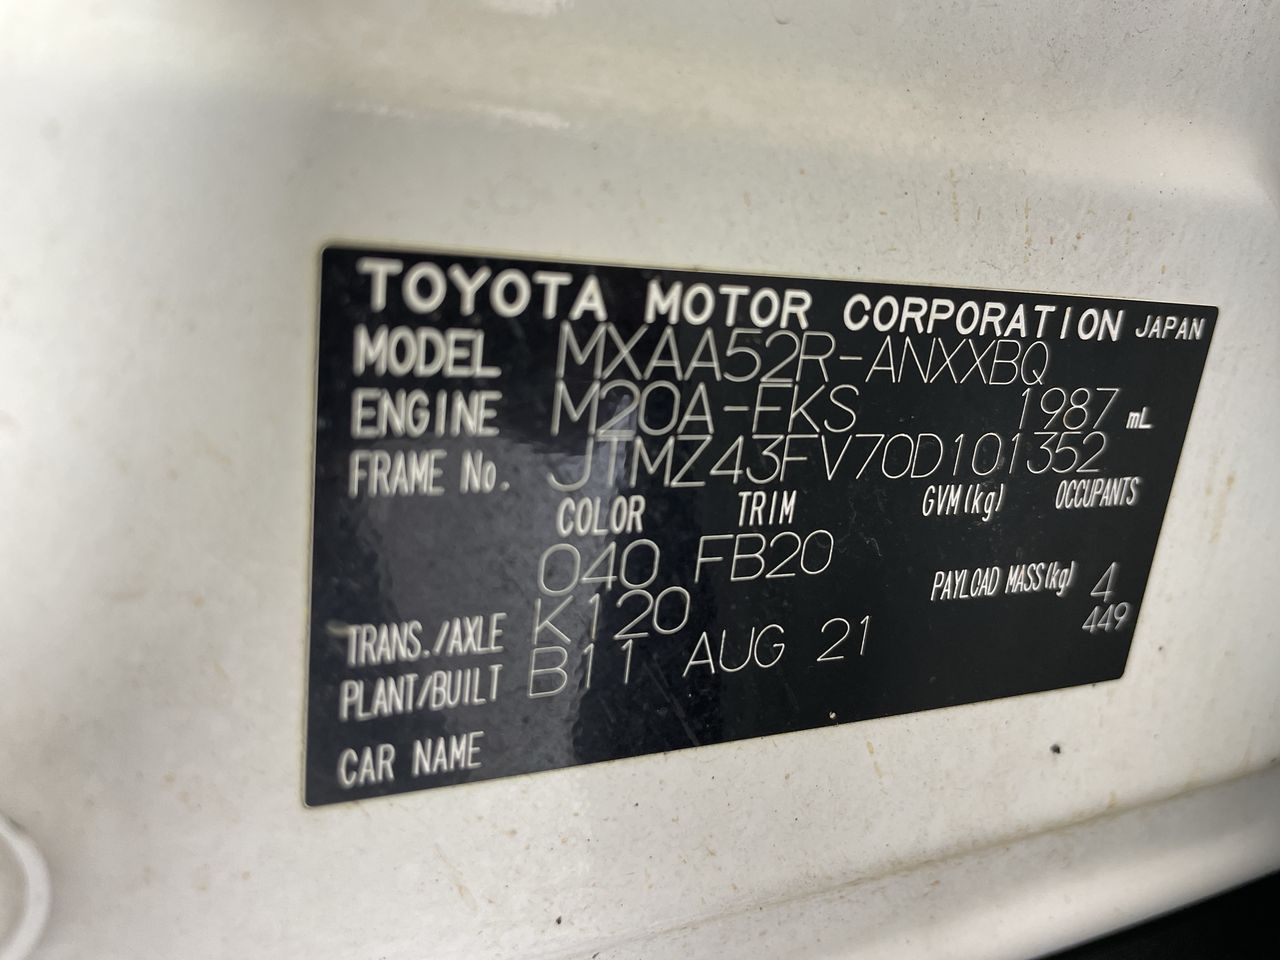 TOYOTA MOTOR CORPORATION JAPAN
MODEL MXAA52R-ANXXBQ
ENGINE M20A-FKS 1987 mL
FRAME No. JTMZ43FV70D101352
COLOR TRIM GVM(kg) OCCUPANTS
040 FB20 4
PAYLOAD MASS(kg) 449
TRANS./AXLE K120
PLANT/BUILT B11 AUG 21
CAR NAME